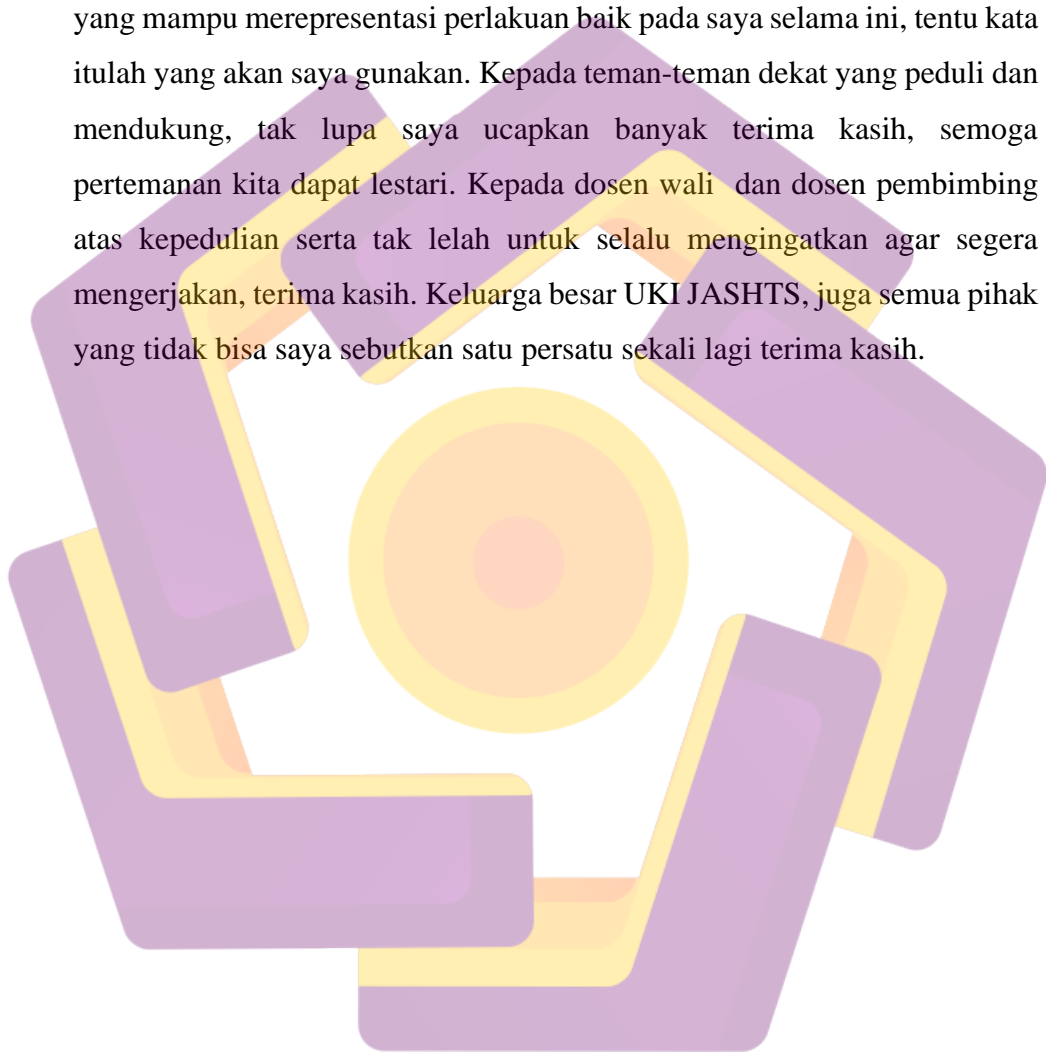 yang mampu merepresentasi perlakuan baik pada saya selama ini, tentu kata
itulah yang akan saya gunakan. Kepada teman-teman dekat yang peduli dan
mendukung, tak lupa saya ucapkan banyak terima kasih, semoga
pertemanan kita dapat lestari. Kepada dosen wali  dan dosen pembimbing
atas kepedulian serta tak lelah untuk selalu mengingatkan agar segera
mengerjakan, terima kasih. Keluarga besar UKI JASHTS, juga semua pihak
yang tidak bisa saya sebutkan satu persatu sekali lagi terima kasih.